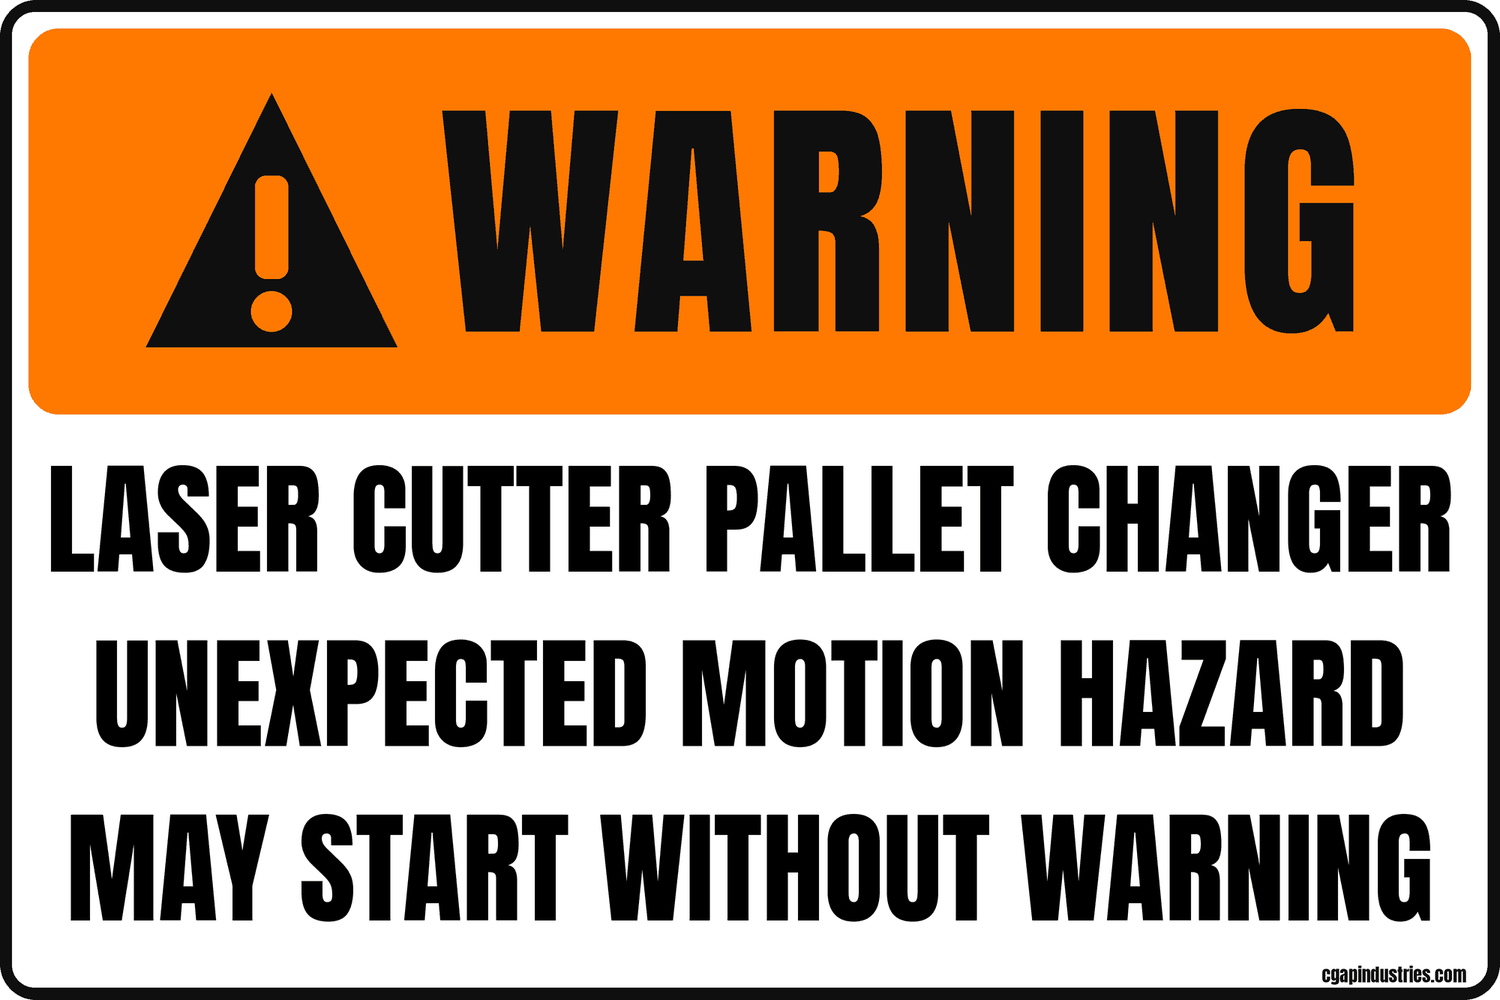 WARNING
LASER CUTTER PALLET CHANGER
UNEXPECTED MOTION HAZARD
MAY START WITHOUT WARNING
cgapindustries.com